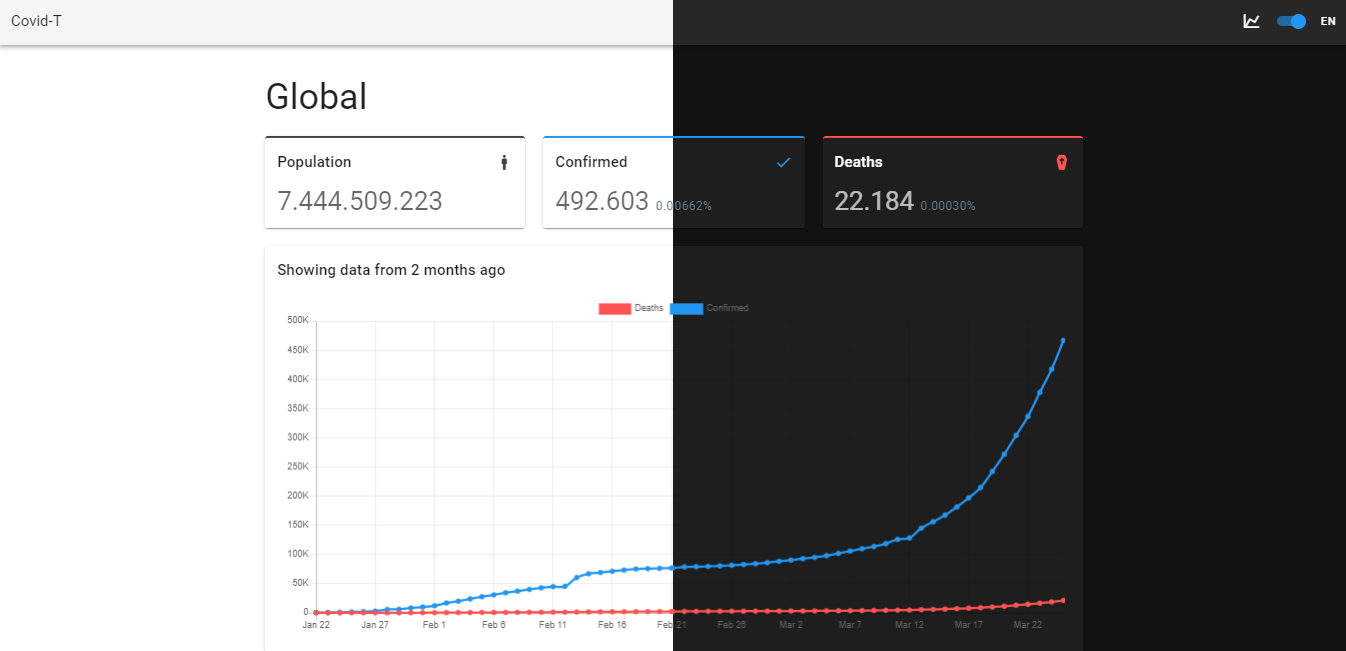 Covid-T EN
Global
Population Confirmed Deaths
7.444.509.223 492.603 0.00662% 22.184 0.00030%
Showing data from 2 months ago
Deaths Confirmed
500K
450K
400K
350K
300K
250K
200K
150K
100K
50K
0
Jan 22 Jan 27 Feb 1 Feb 6 Feb 11 Feb 16 Feb 21 Feb 26 Mar 2 Mar 7 Mar 12 Mar 17 Mar 22